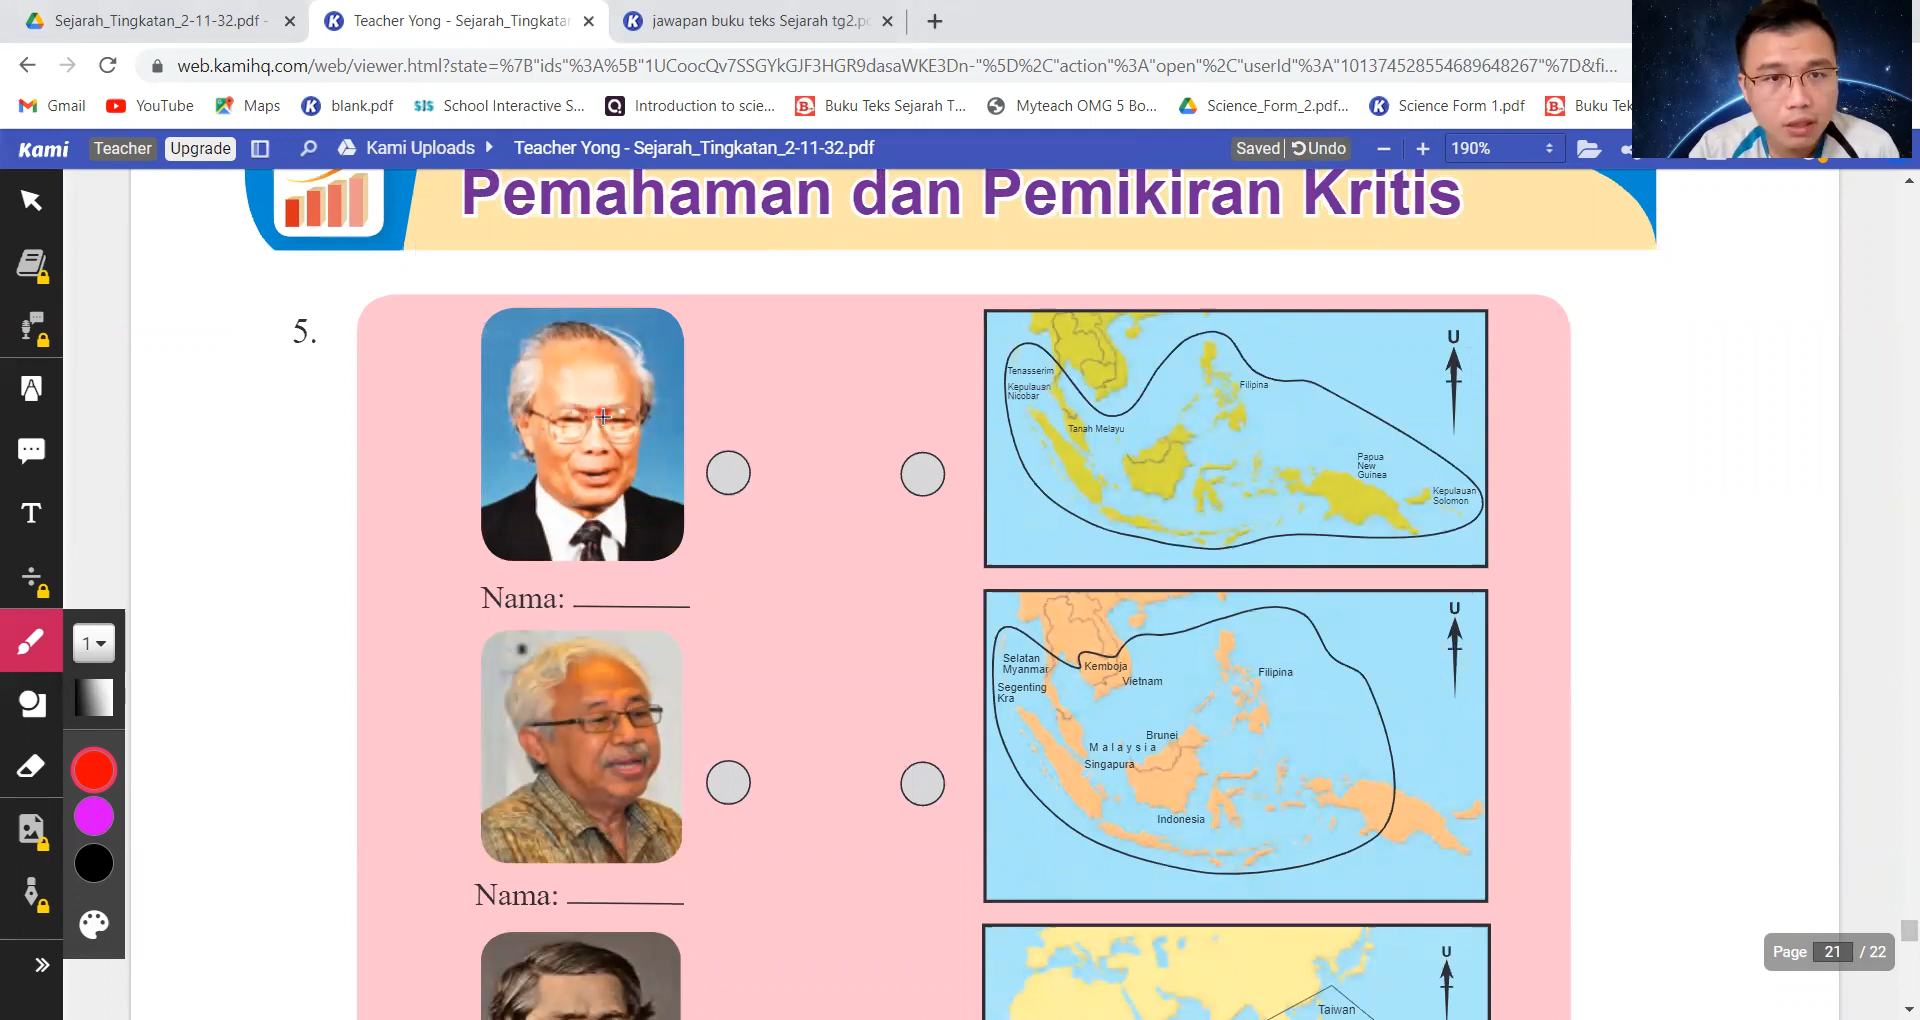 Sejarah_Tingkatan_2-11-32.pdf -
Teacher Yong - Sejarah_Tingkatan
jawapan buku teks Sejarah tg2.pd
web.kamihq.com/web/viewer.html?state=%7B"ids"%3A%5B"1UCoocQv7SSGYkGJF3HGR9dasaWKE3Dn-"%5D%2C"action"%3A"open"%2C"userId"%3A"101374528554689648267"%7D&fi...
Gmail
YouTube
Maps
blank.pdf
School Interactive S...
Introduction to scie...
Buku Teks Sejarah T...
Myteach OMG 5 Bo...
Science_Form_2.pdf...
Science Form 1.pdf
Buku Tek
Kami
Teacher
Upgrade
Kami Uploads
Teacher Yong - Sejarah_Tingkatan_2-11-32.pdf
Saved
Undo
190%
Pemahaman dan Pemikiran Kritis
5.
U
Tenasserim
Kepulauan
Nicobar
Filipina
Tanah Melayu
Papua
New
Guinea
Kepulauan
Solomon
Nama:
U
Selatan
Myanmar
Kemboja
Segenting
Kra
Vietnam
Filipina
Brunei
Malaysia
Singapura
Indonesia
Nama:
U
Taiwan
1
Page 21 / 22